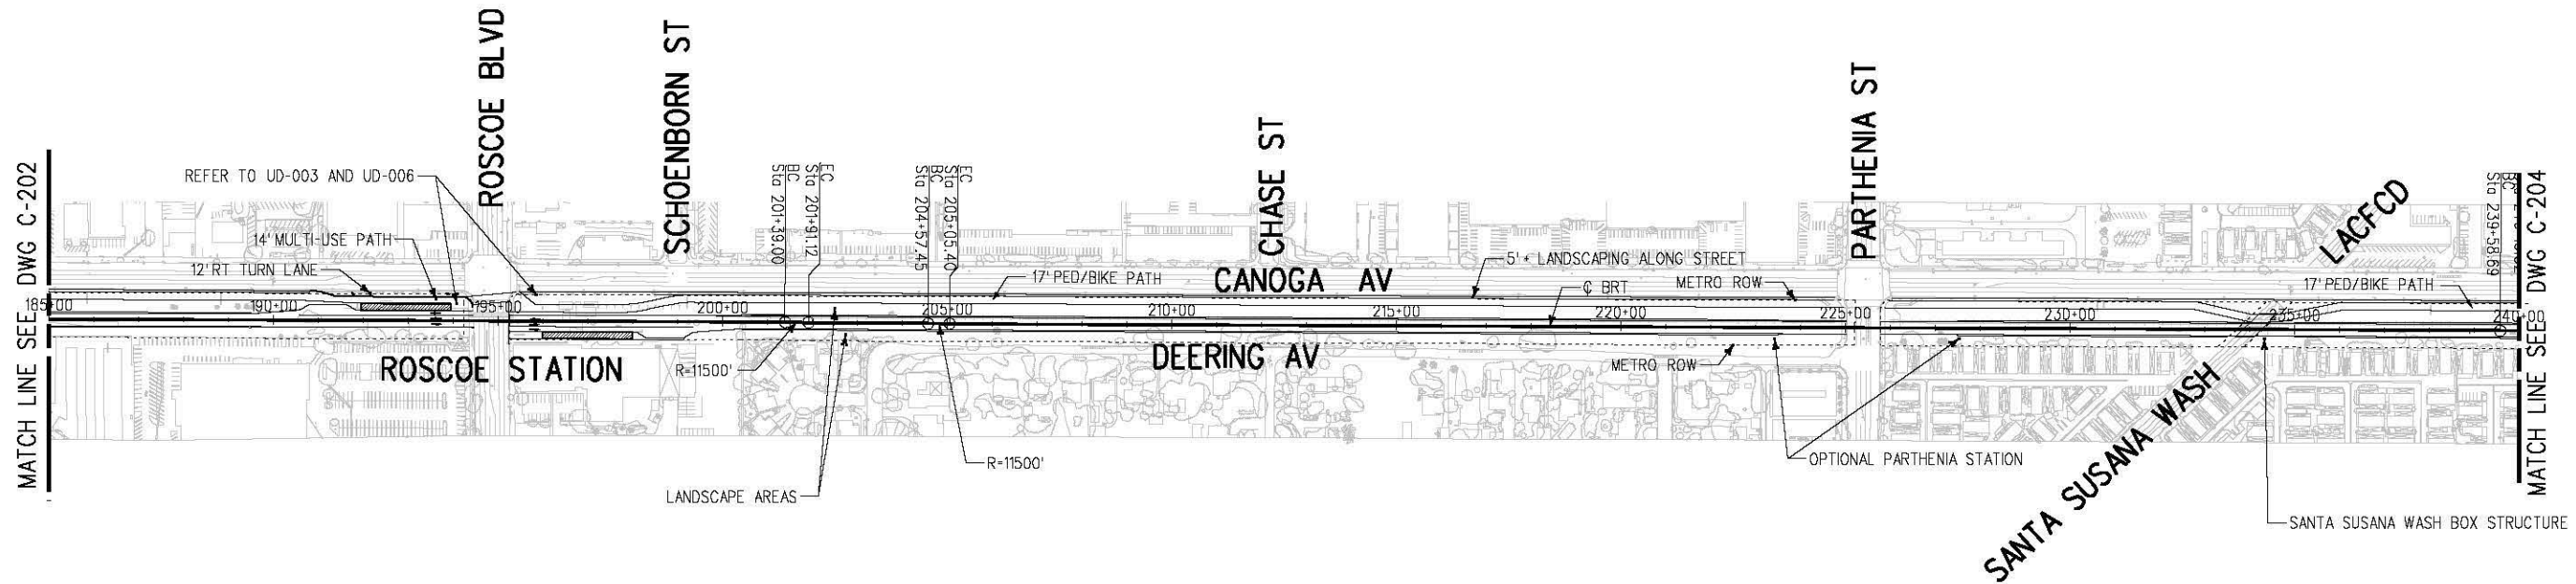 MATCH LINE SEE DWG C-202
REFER TO UD-003 AND UD-006
14' MULTI-USE PATH
12' RT TURN LANE
ROSCOE BLVD
SCHOENBORN ST
BC
Sta 201+39.00
EC
Sta 201+91.12
BC
Sta 204+57.45
EC
Sta 205+05.40
CHASE ST
PARTHENIA ST
LACFCD
BC
Sta 239+58.69
MATCH LINE SEE DWG C-204
17' PED/BIKE PATH
CANOGA AV
5'+ LANDSCAPING ALONG STREET
℄ BRT
METRO ROW
17' PED/BIKE PATH
185+00
190+00
195+00
200+00
205+00
210+00
215+00
220+00
225+00
230+00
235+00
240+00
ROSCOE STATION
R=11500'
DEERING AV
METRO ROW
R=11500'
LANDSCAPE AREAS
OPTIONAL PARTHENIA STATION
SANTA SUSANA WASH
SANTA SUSANA WASH BOX STRUCTURE